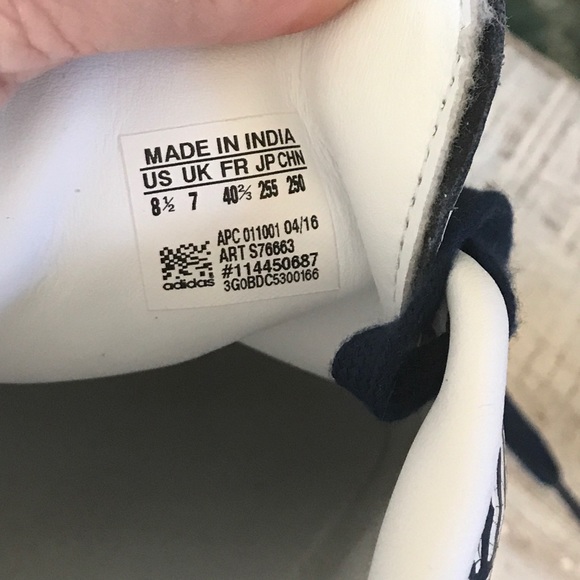 MADE IN INDIA
US UK FR JP CHN
8½ 7 40⅔ 255 250
APC 011001 04/16
ART S76663
#114450687
adidas 3G0BDC5300166